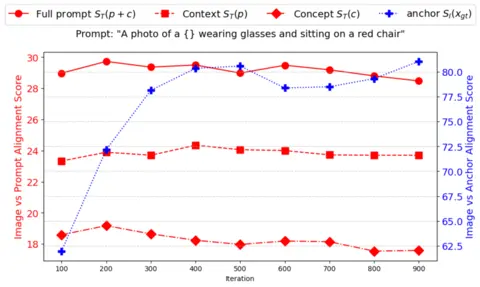 Full prompt S_T(p + c)
Context S_T(p)
Concept S_T(c)
anchor S_I(x_gt)
Prompt: "A photo of a {} wearing glasses and sitting on a red chair"
Image vs Prompt Alignment Score
30
28
26
24
22
20
18
80.0
77.5
75.0
72.5
70.0
67.5
65.0
62.5
Image vs Anchor Alignment Score
100 200 300 400 500 600 700 800 900
Iteration